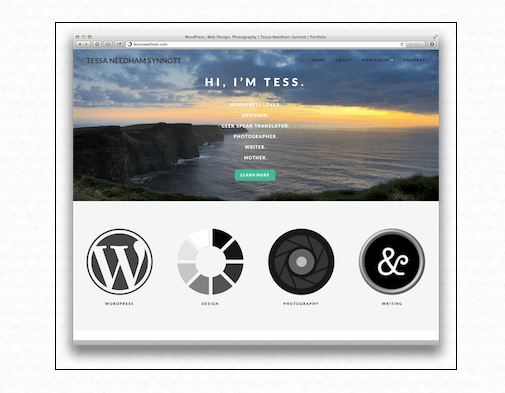 WordPress, Web Design, Photography | Tessa Needham Synnott | Portfolio
tessaneedham.com
TESSA NEEDHAM SYNNOTT
HOME ABOUT PORTFOLIO CONTACT
HI, I'M TESS.
WORDPRESS LOVER.
DESIGNER.
GEEK SPEAK TRANSLATOR.
PHOTOGRAPHER.
WRITER.
MOTHER.
LEARN MORE
W
&
WORDPRESS DESIGN PHOTOGRAPHY WRITING